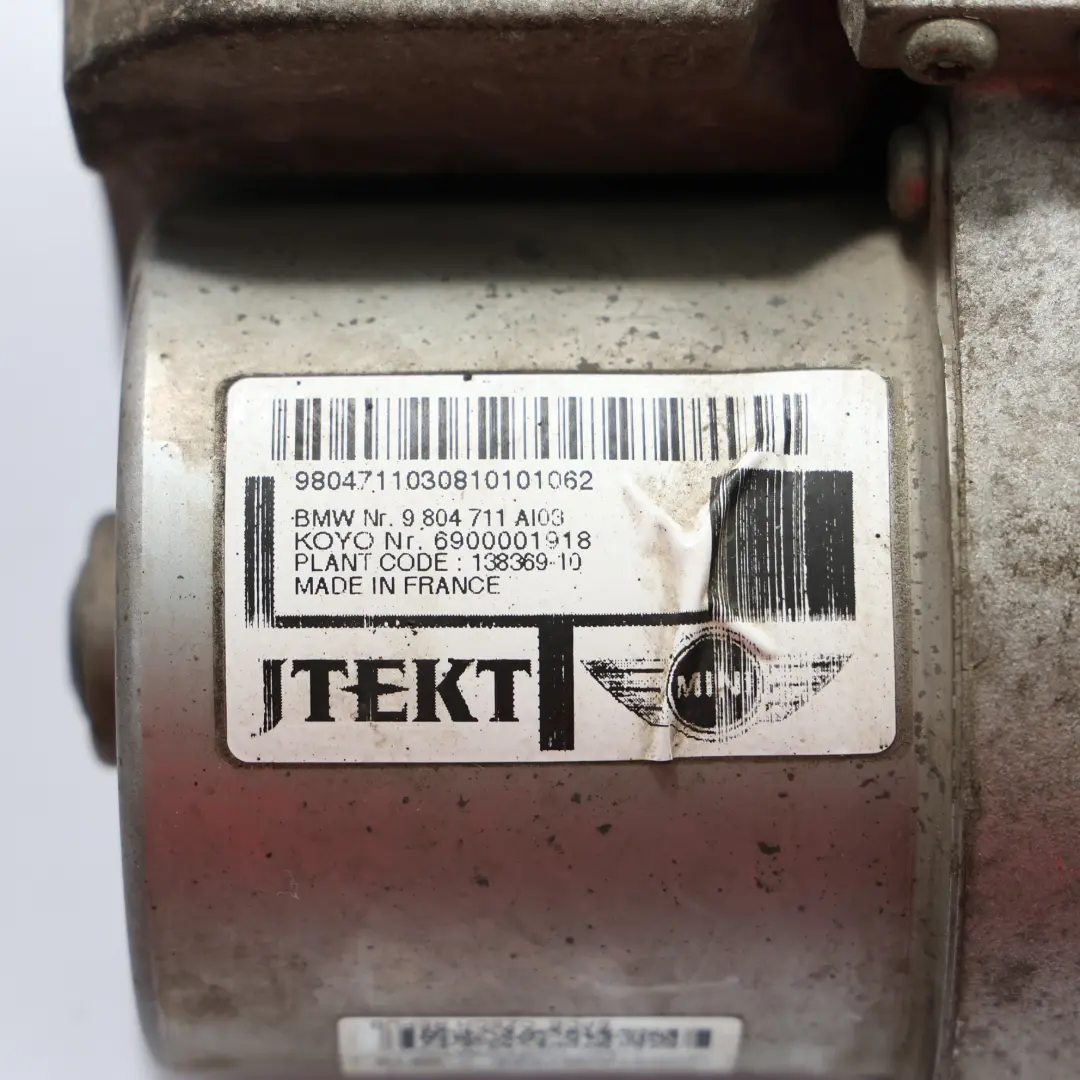 9804711030810101062
BMW Nr. 9 804 711 AI03
KOYO Nr. 6900001918
PLANT CODE : 138369-10
MADE IN FRANCE
JTEKT
MINI